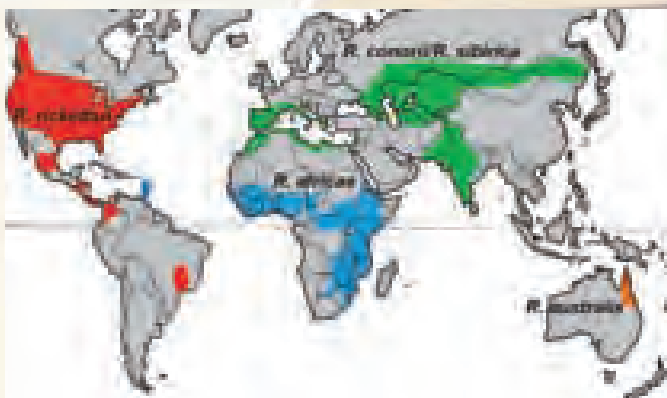 R. conorii/R. sibirica
R. rickettsii
R. africae
R. australis